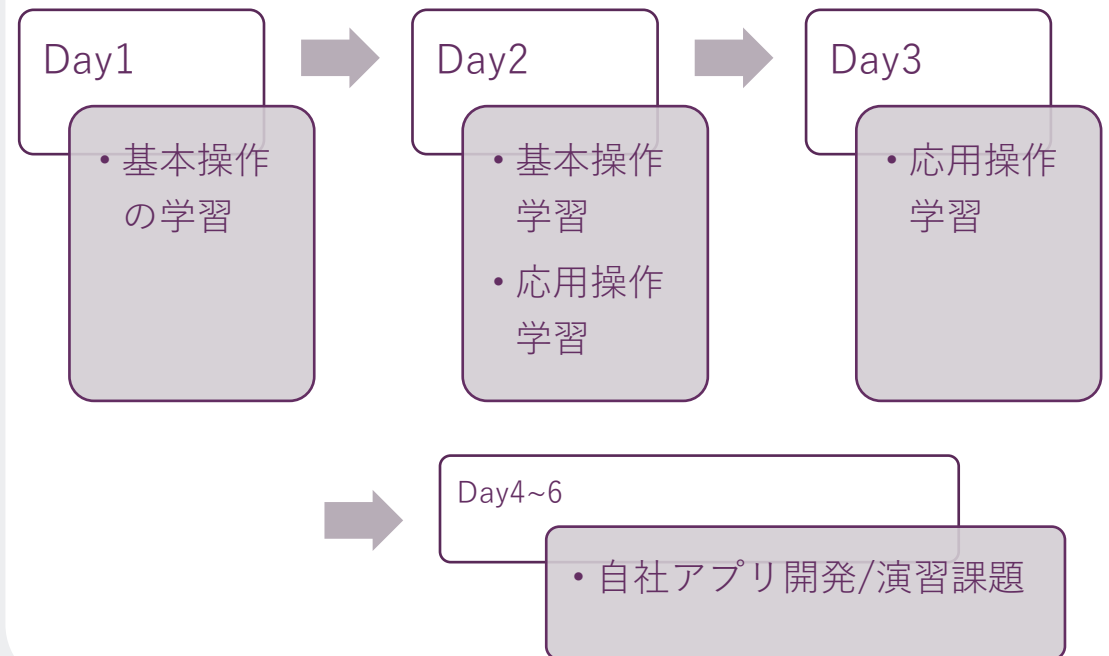 Day1
・基本操作
の学習
Day2
・基本操作
学習
・応用操作
学習
Day3
・応用操作
学習
Day4~6
・自社アプリ開発/演習課題